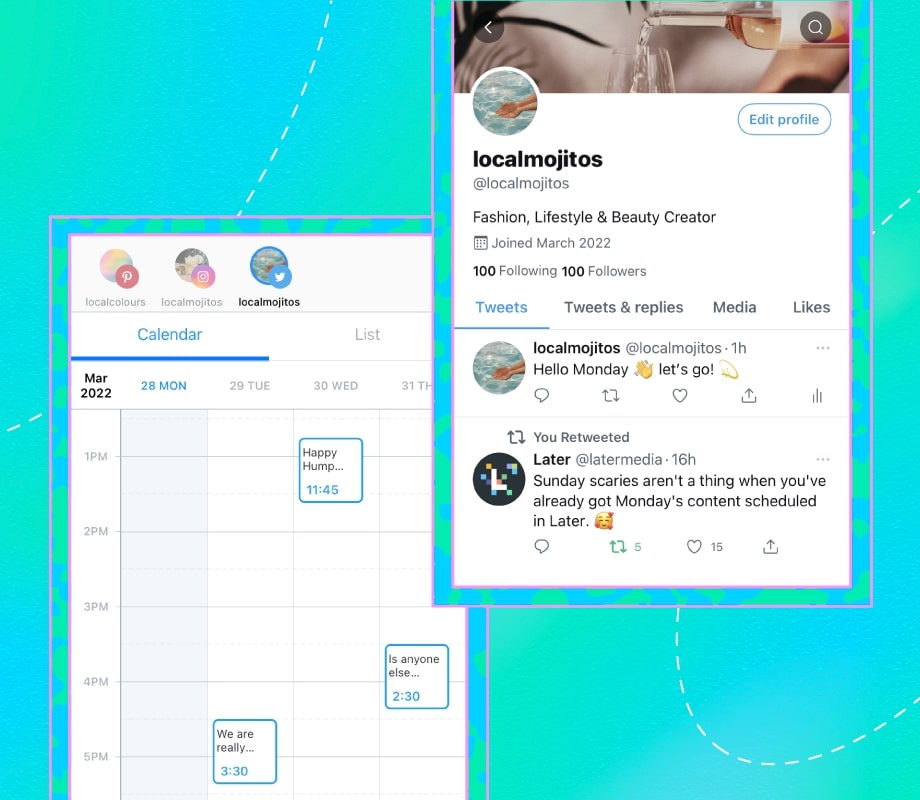 Edit profile
localmojitos
@localmojitos
Fashion, Lifestyle & Beauty Creator
Joined March 2022
100 Following 100 Followers
Tweets Tweets & replies Media Likes
localmojitos @localmojitos · 1h
Hello Monday 👋 let's go! 💫
You Retweeted
Later @latermedia · 16h
Sunday scaries aren't a thing when you've
already got Monday's content scheduled
in Later. 🥰
5 15
localcolours localmojitos localmojitos
Calendar List
Mar
2022
28 MON 29 TUE 30 WED 31 TH
1PM
Happy
Hump...
11:45
2PM
3PM
Is anyone
else...
2:30
4PM
We are
really...
3:30
5PM